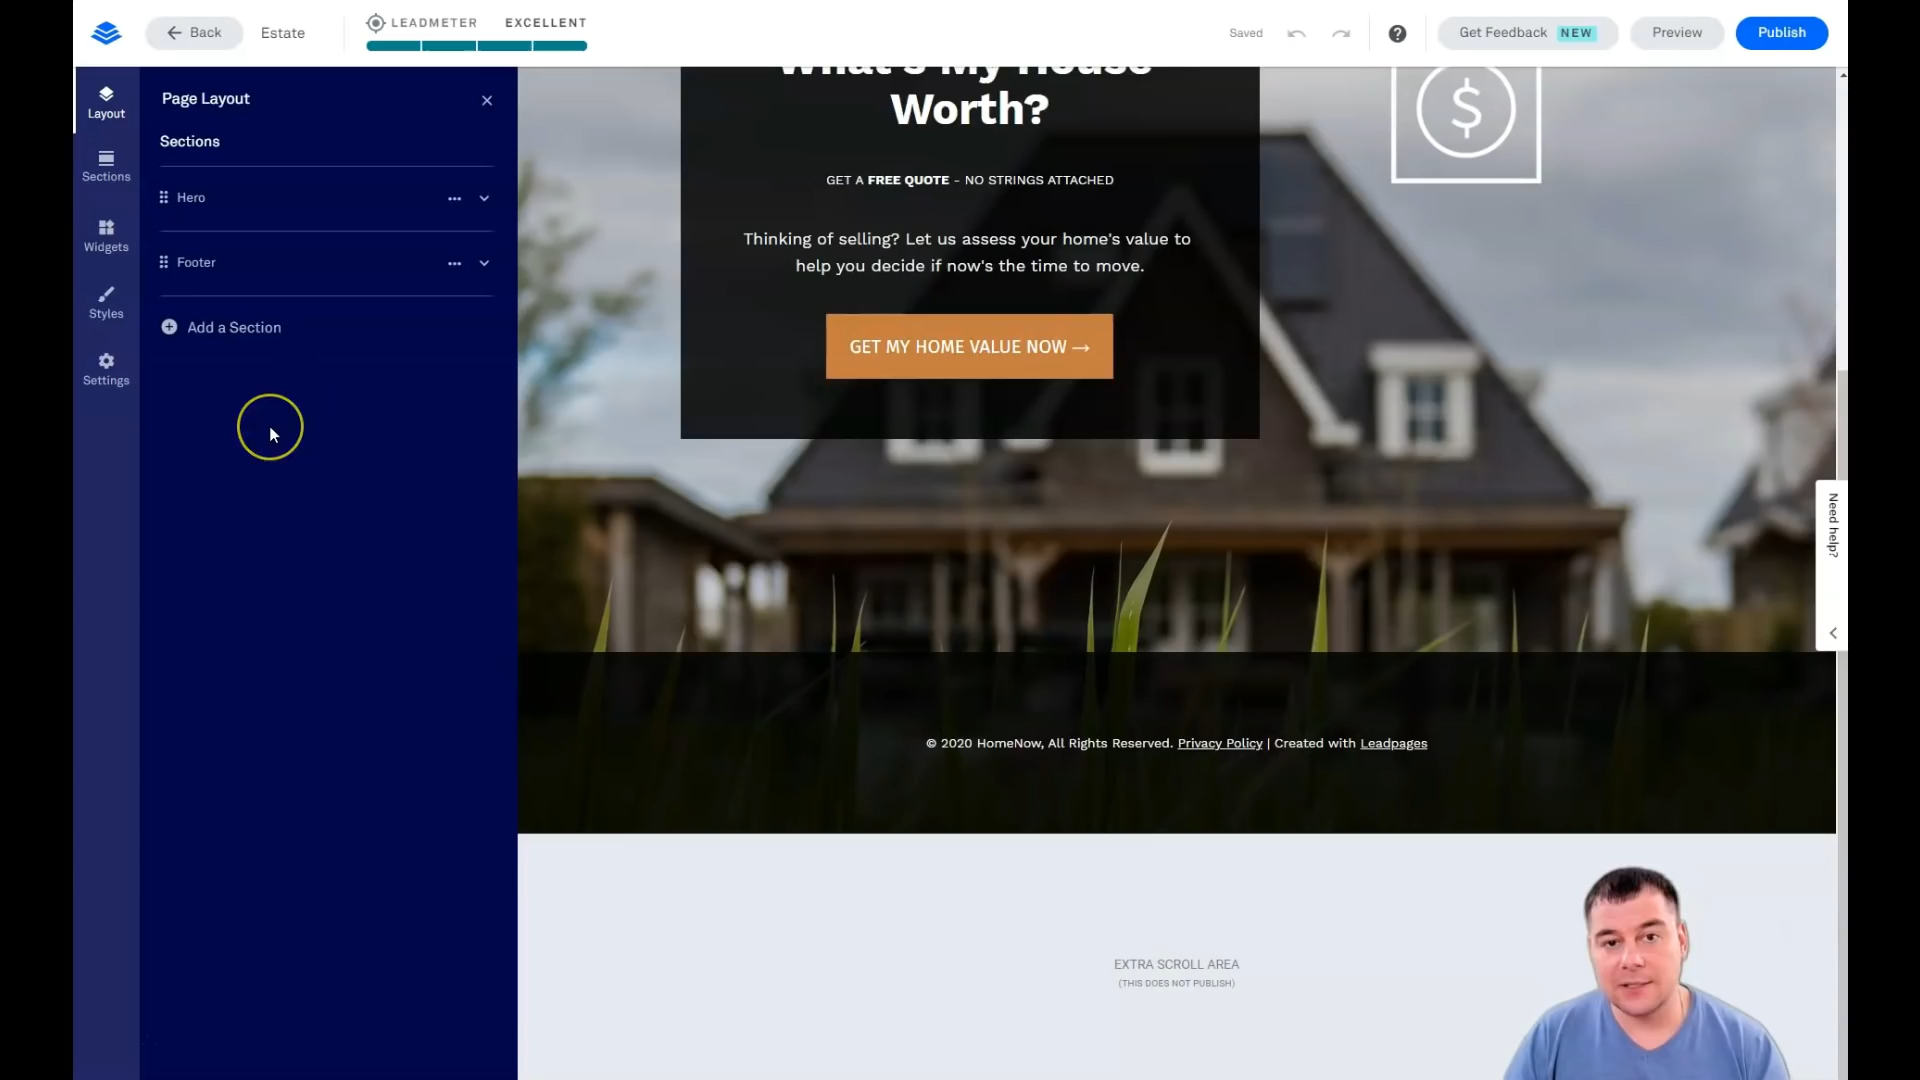 Back
Estate
LEADMETER
EXCELLENT
Saved
Get Feedback NEW
Preview
Publish
Layout
Sections
Widgets
Styles
Settings
Page Layout
Sections
Hero
Footer
Add a Section
What's My House
Worth?
GET A FREE QUOTE - NO STRINGS ATTACHED
Thinking of selling? Let us assess your home's value to
help you decide if now's the time to move.
GET MY HOME VALUE NOW →
Need help?
© 2020 HomeNow, All Rights Reserved. Privacy Policy | Created with Leadpages
EXTRA SCROLL AREA
(THIS DOES NOT PUBLISH)